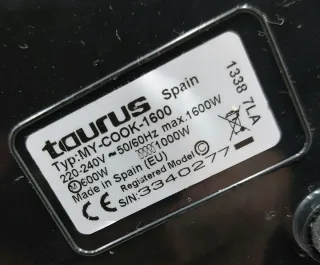 taurus Spain
Typ:MY-COOK-1600
220-240V ~ 50/60Hz max.1600W
M 600W 1000W
Made in Spain (EU)
Registered Model ©
CE S/N:3340277
1338 7LA